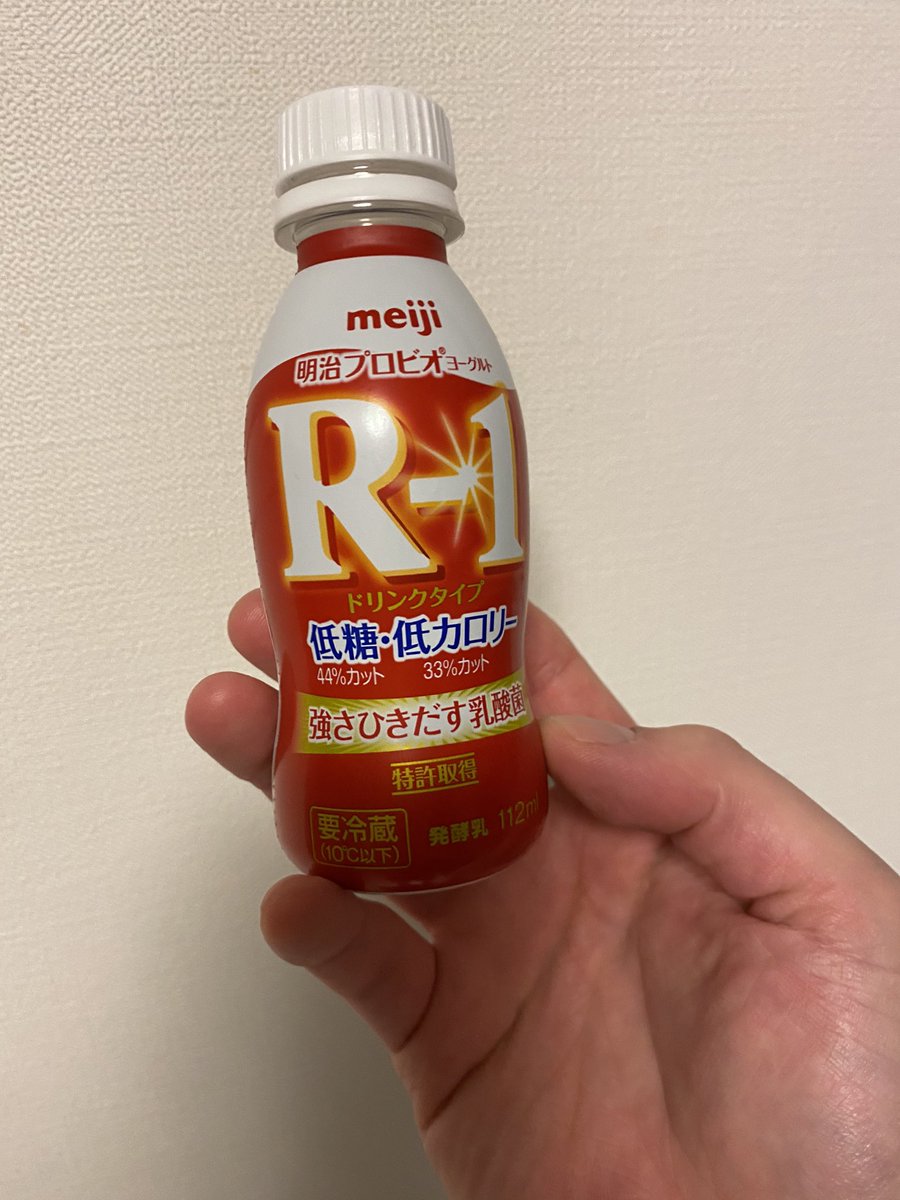 meiji
明治プロビオ®ヨーグルト
R-1
ドリンクタイプ
低糖・低カロリー
44%カット 33%カット
強さひきだす乳酸菌
特許取得
要冷蔵
(10℃以下)
発酵乳 112ml